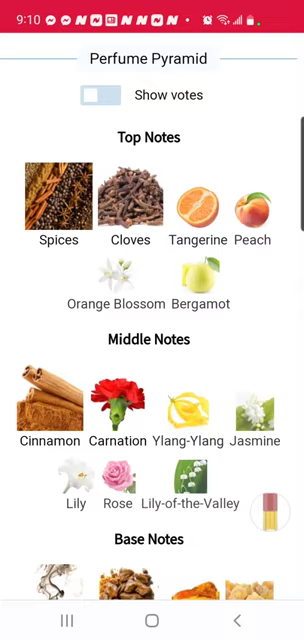 9:10
Perfume Pyramid
Show votes
Top Notes
Spices Cloves Tangerine Peach
Orange Blossom Bergamot
Middle Notes
Cinnamon Carnation Ylang-Ylang Jasmine
Lily Rose Lily-of-the-Valley
Base Notes